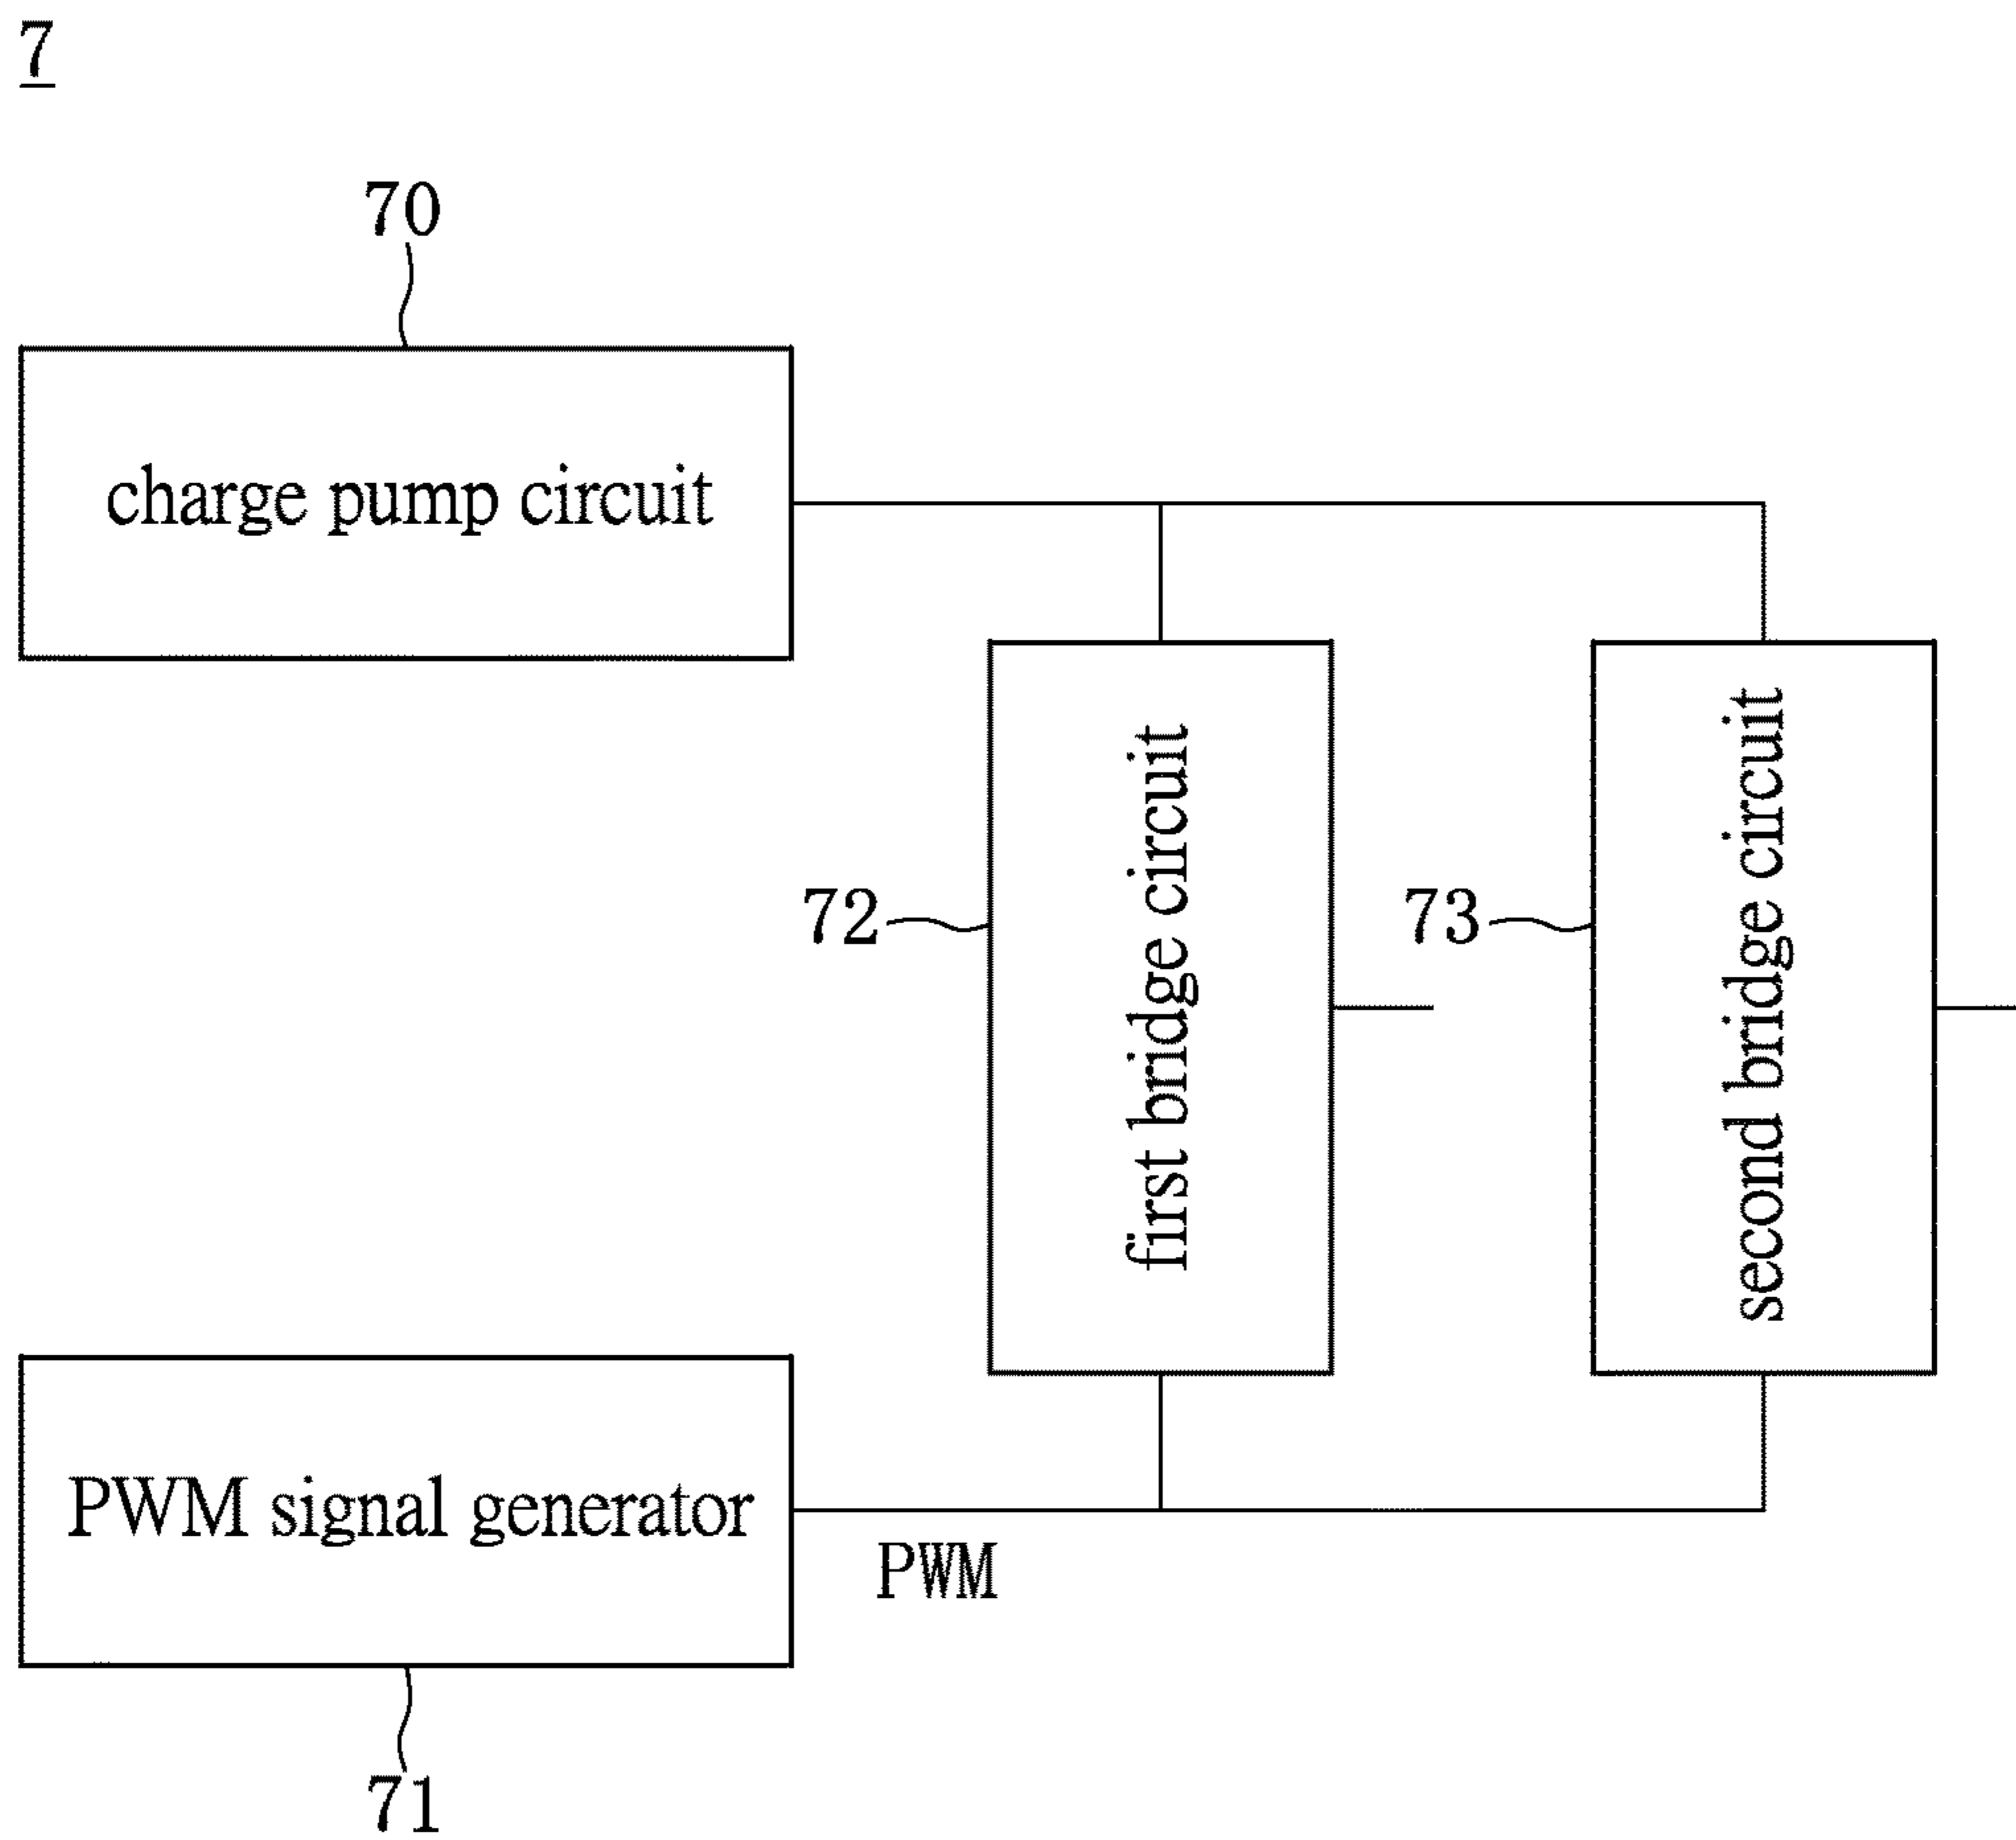 7
70
charge pump circuit
72
first bridge circuit
73
second bridge circuit
PWM signal generator
PWM
71